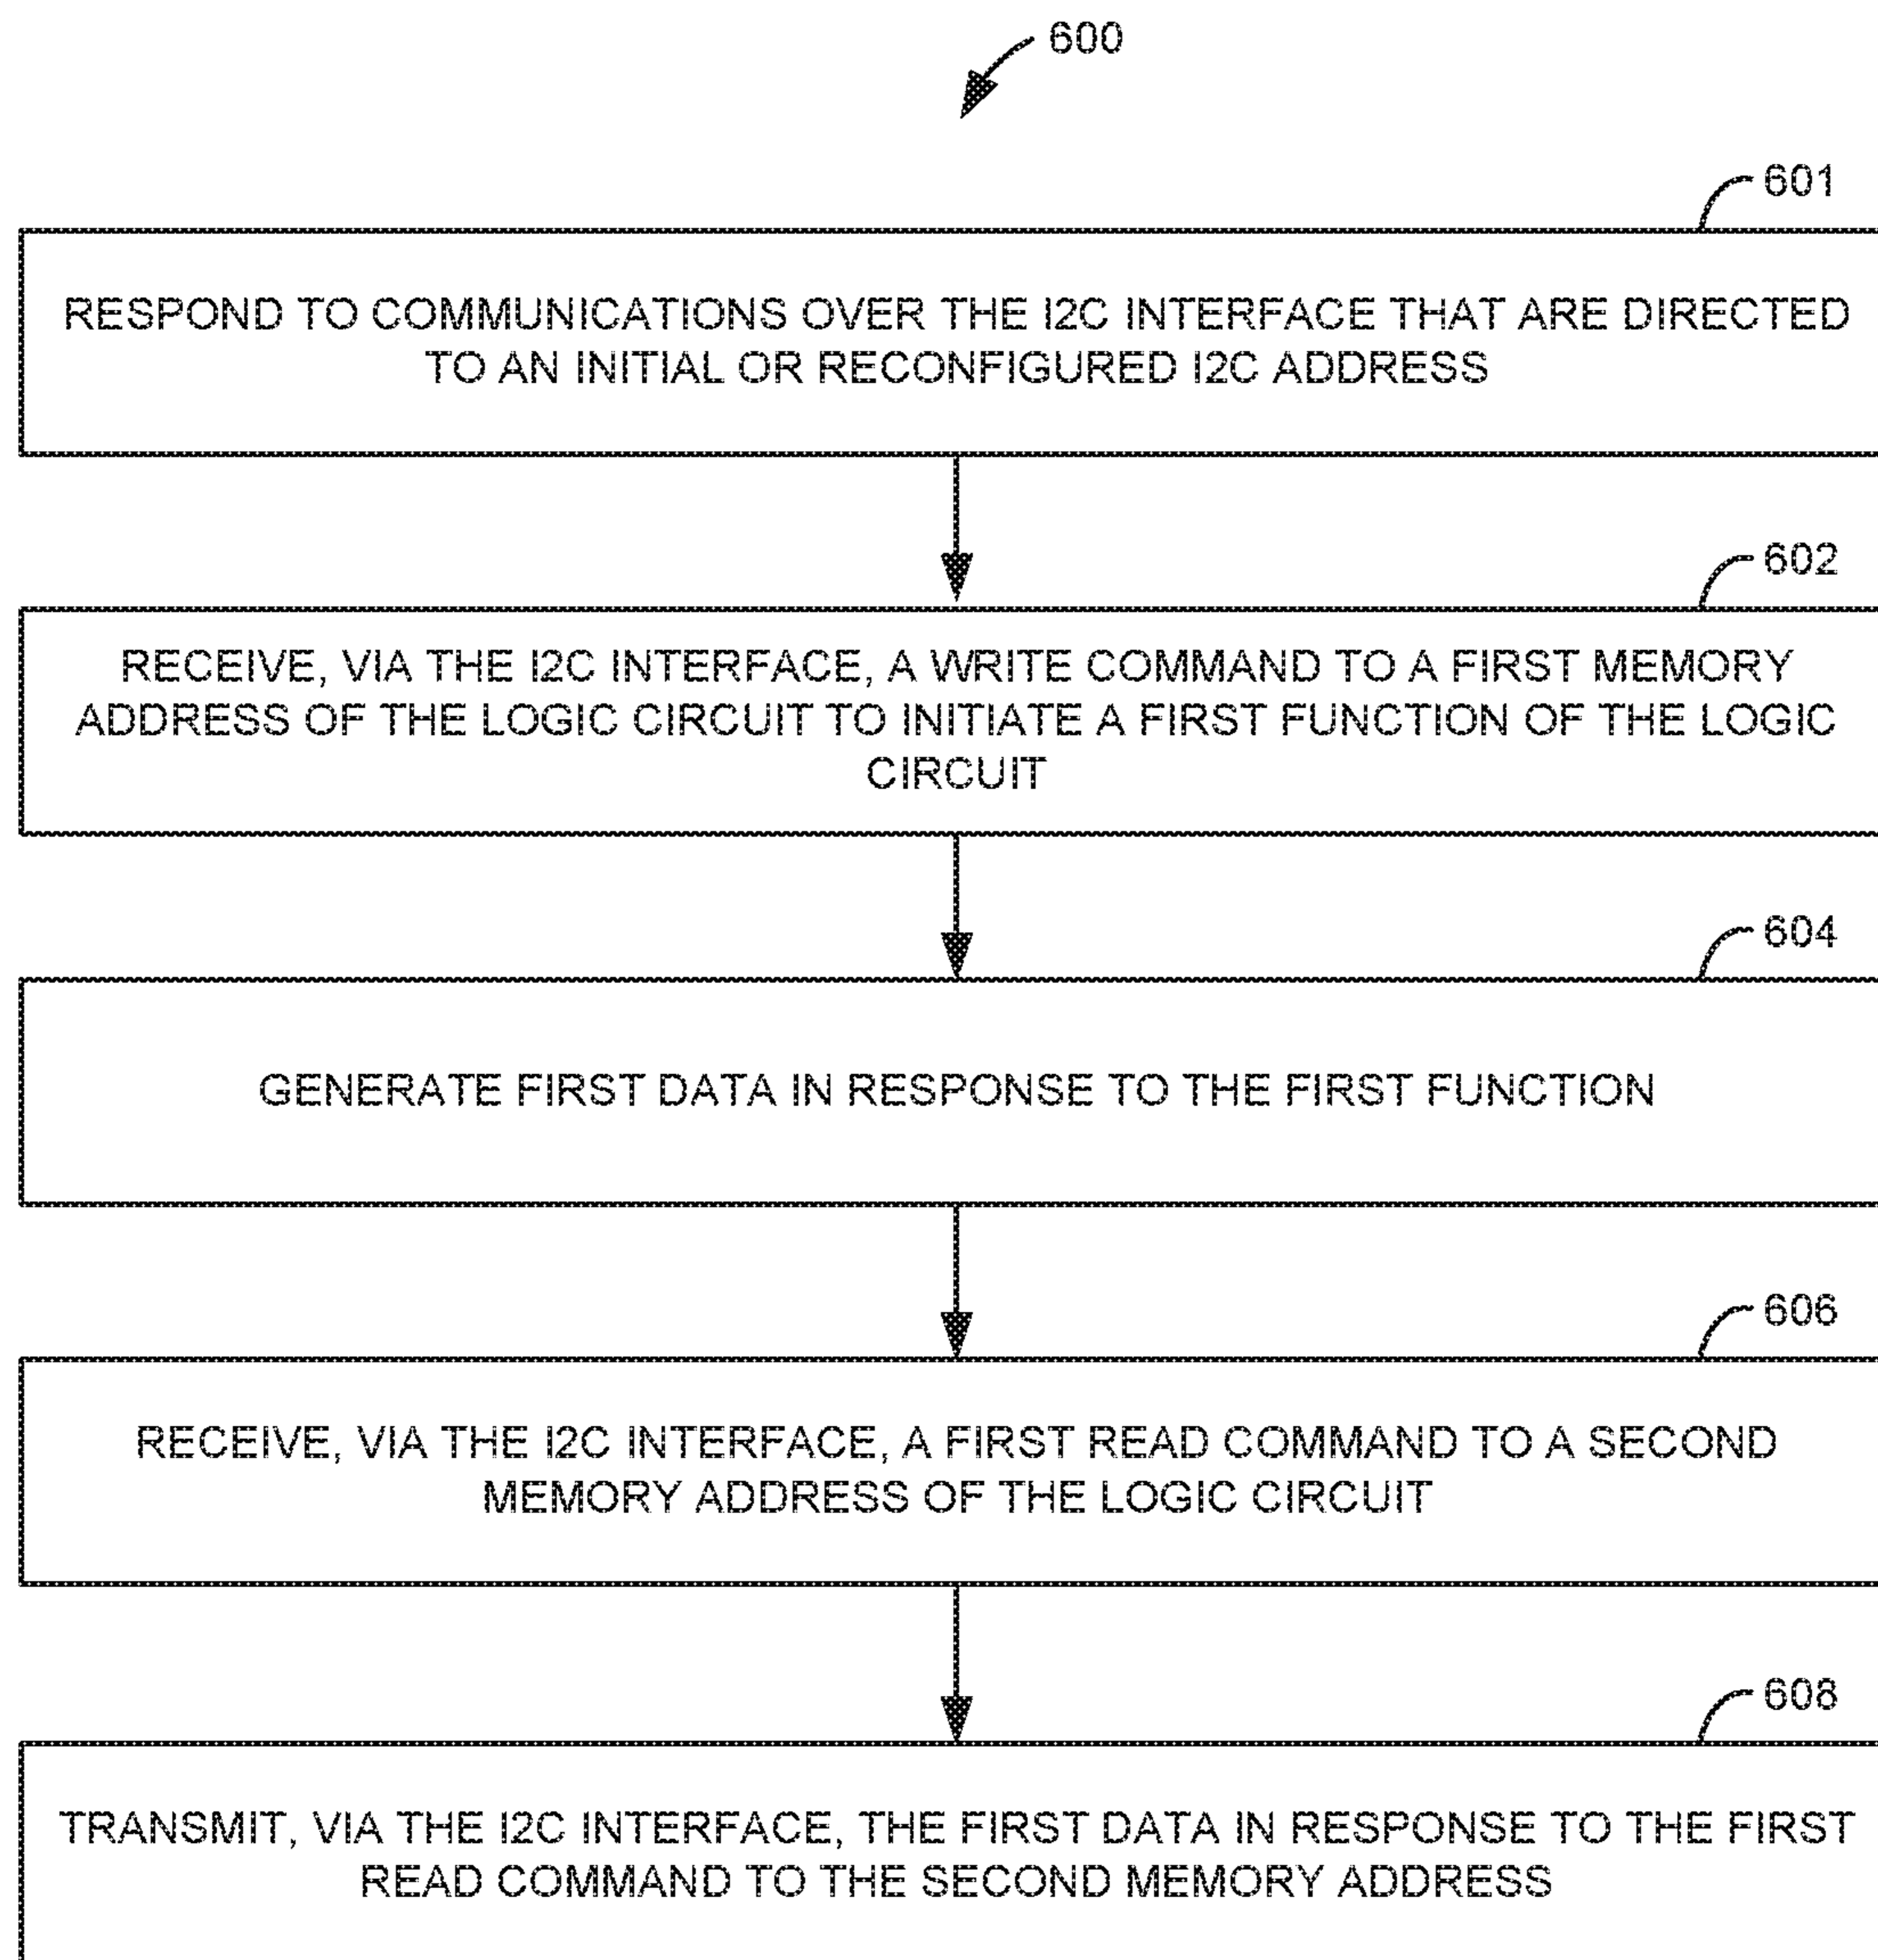 600
601
RESPOND TO COMMUNICATIONS OVER THE I2C INTERFACE THAT ARE DIRECTED
TO AN INITIAL OR RECONFIGURED I2C ADDRESS
602
RECEIVE, VIA THE I2C INTERFACE, A WRITE COMMAND TO A FIRST MEMORY
ADDRESS OF THE LOGIC CIRCUIT TO INITIATE A FIRST FUNCTION OF THE LOGIC
CIRCUIT
604
GENERATE FIRST DATA IN RESPONSE TO THE FIRST FUNCTION
606
RECEIVE, VIA THE I2C INTERFACE, A FIRST READ COMMAND TO A SECOND
MEMORY ADDRESS OF THE LOGIC CIRCUIT
608
TRANSMIT, VIA THE I2C INTERFACE, THE FIRST DATA IN RESPONSE TO THE FIRST
READ COMMAND TO THE SECOND MEMORY ADDRESS